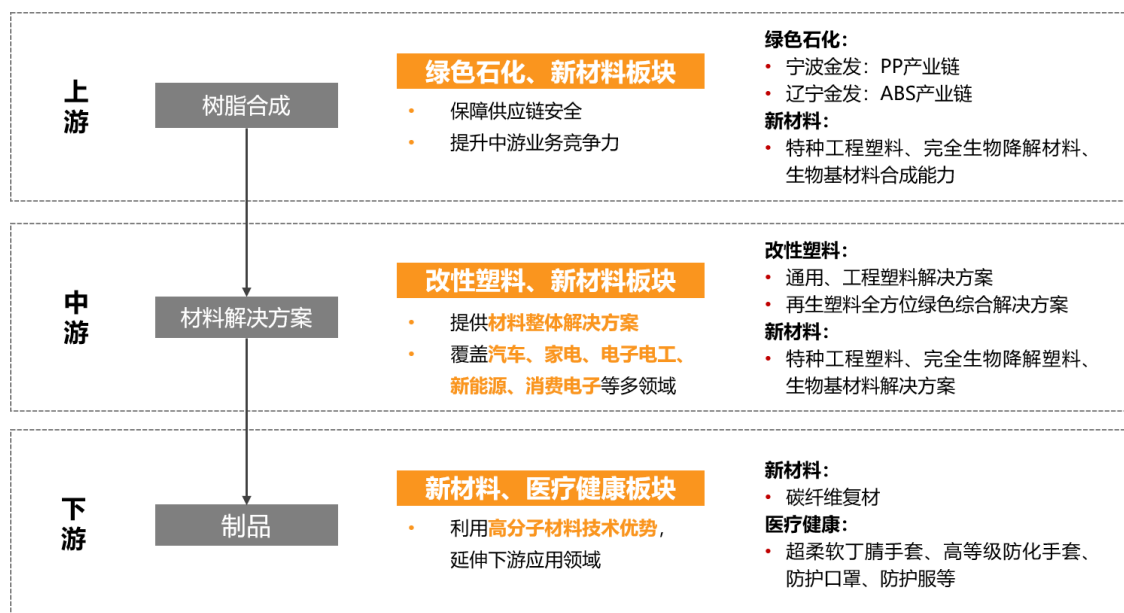 上游
树脂合成
绿色石化、新材料板块
• 保障供应链安全
• 提升中游业务竞争力
绿色石化：
• 宁波金发：PP产业链
• 辽宁金发：ABS产业链
新材料：
• 特种工程塑料、完全生物降解材料、
生物基材料合成能力
中游
材料解决方案
改性塑料、新材料板块
• 提供材料整体解决方案
• 覆盖汽车、家电、电子电工、
新能源、消费电子等多领域
改性塑料：
• 通用、工程塑料解决方案
• 再生塑料全方位绿色综合解决方案
新材料：
• 特种工程塑料、完全生物降解塑料、
生物基材料解决方案
下游
制品
新材料、医疗健康板块
• 利用高分子材料技术优势，
延伸下游应用领域
新材料：
• 碳纤维复材
医疗健康：
• 超柔软丁腈手套、高等级防化手套、
防护口罩、防护服等